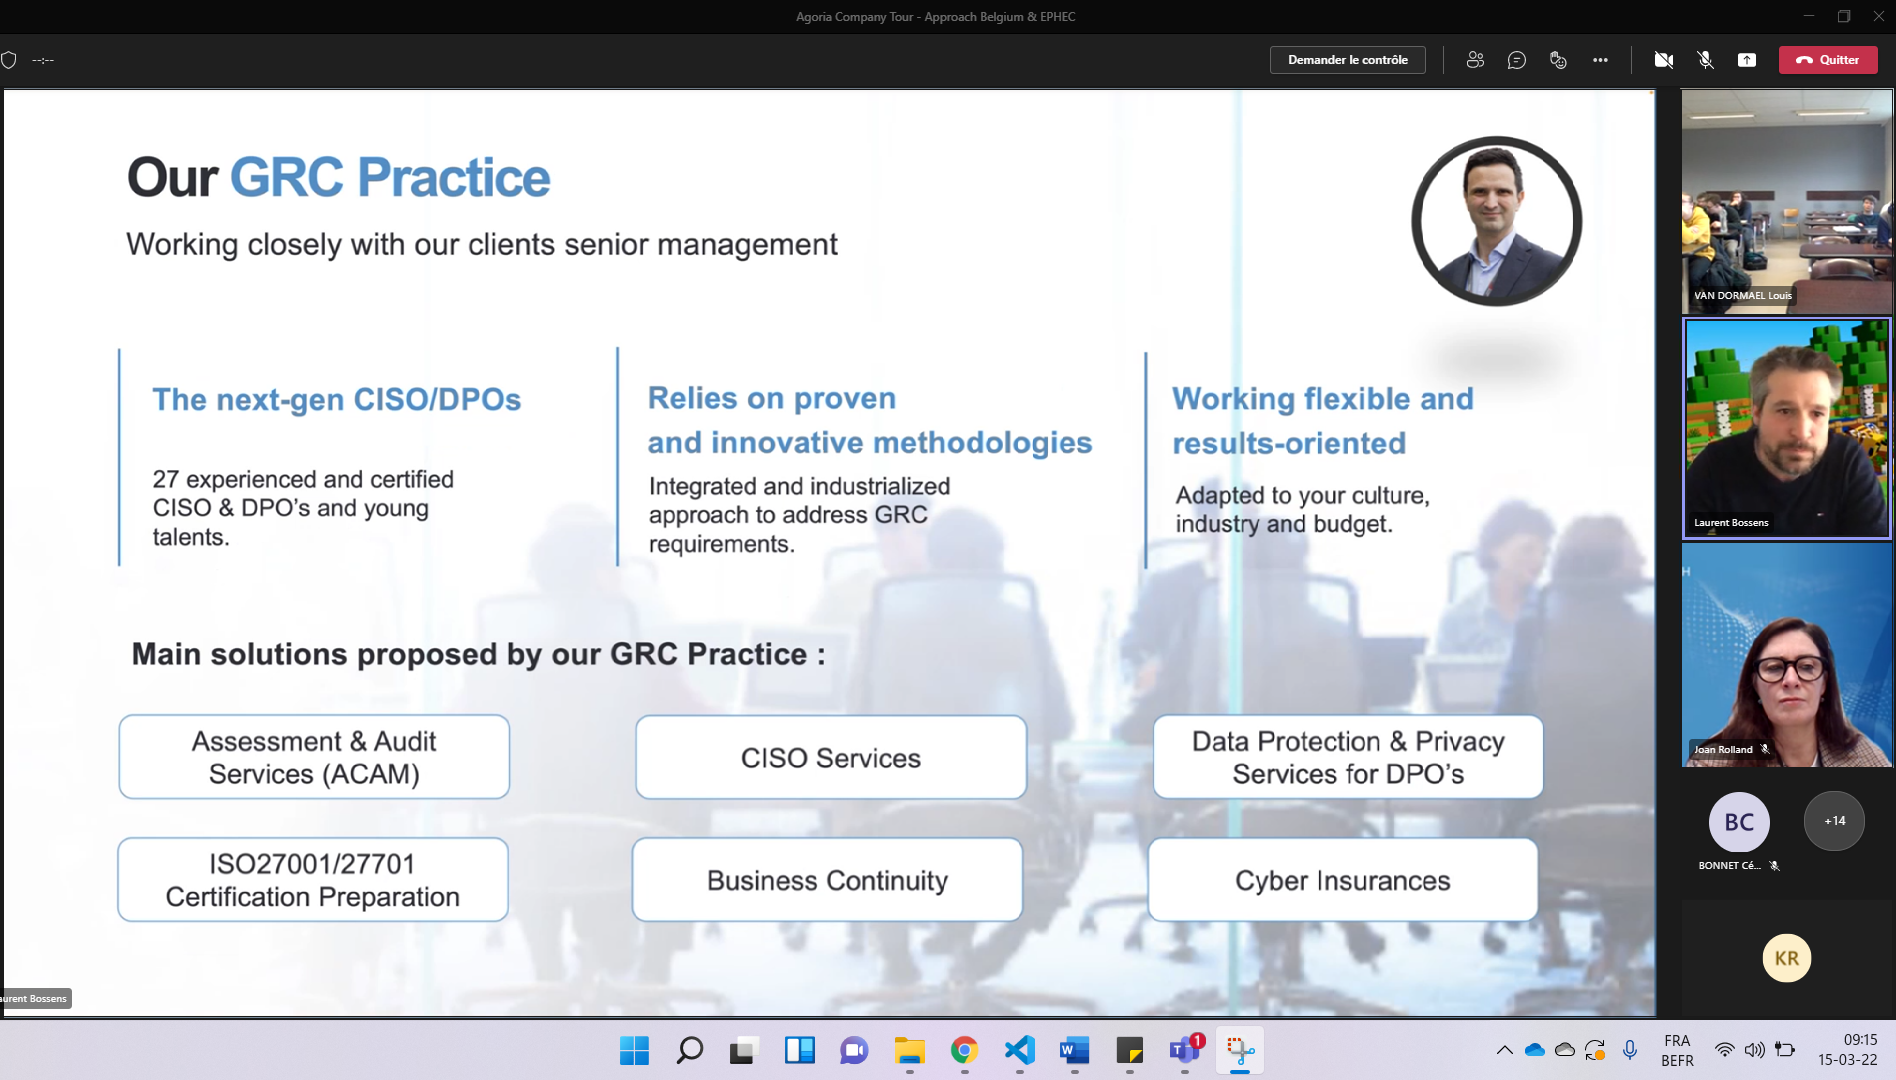 Agoria Company Tour - Approach Belgium & EPHEC
--:--
Demander le contrôle
Quitter
Our GRC Practice
Working closely with our clients senior management
The next-gen CISO/DPOs
27 experienced and certified
CISO & DPO's and young
talents.
Relies on proven
and innovative methodologies
Integrated and industrialized
approach to address GRC
requirements.
Working flexible and
results-oriented
Adapted to your culture,
industry and budget.
Main solutions proposed by our GRC Practice :
Assessment & Audit
Services (ACAM)
CISO Services
Data Protection & Privacy
Services for DPO's
ISO27001/27701
Certification Preparation
Business Continuity
Cyber Insurances
aurent Bossens
VAN DORMAEL Louis
Laurent Bossens
H
Joan Rolland
BC
+14
BONNET Cé...
KR
1
FRA
BEFR
09:15
15-03-22